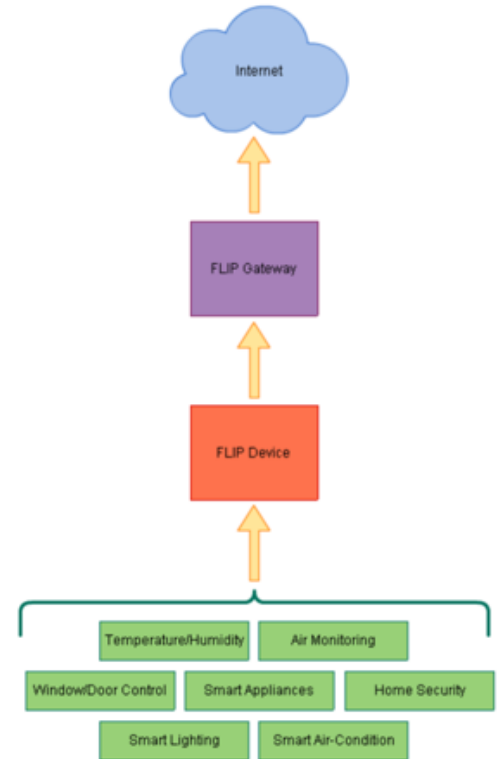 Internet
FLIP Gateway
FLIP Device
Temperature/Humidity
Air Monitoring
Window/Door Control
Smart Appliances
Home Security
Smart Lighting
Smart Air-Condition